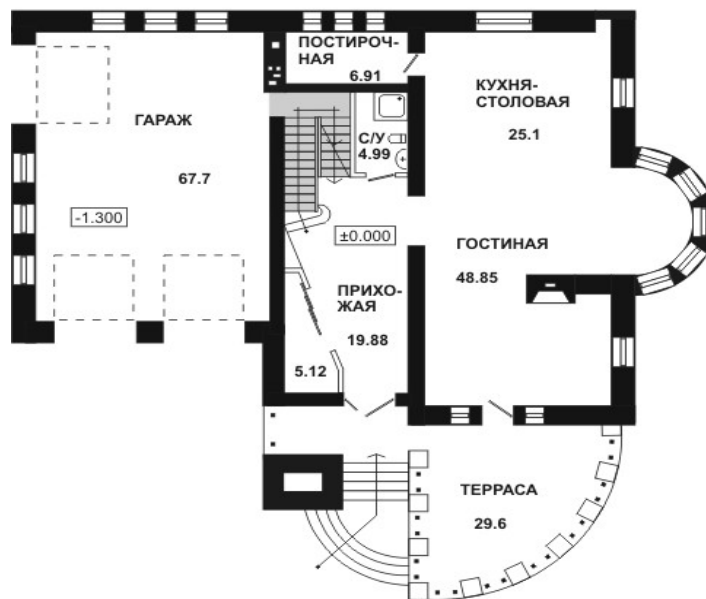 ПОСТИРОЧ-
НАЯ
6.91
КУХНЯ-
СТОЛОВАЯ
25.1
ГАРАЖ
67.7
С/У
4.99
-1.300
±0.000
ГОСТИНАЯ
48.85
ПРИХО-
ЖАЯ
19.88
5.12
ТЕРРАСА
29.6